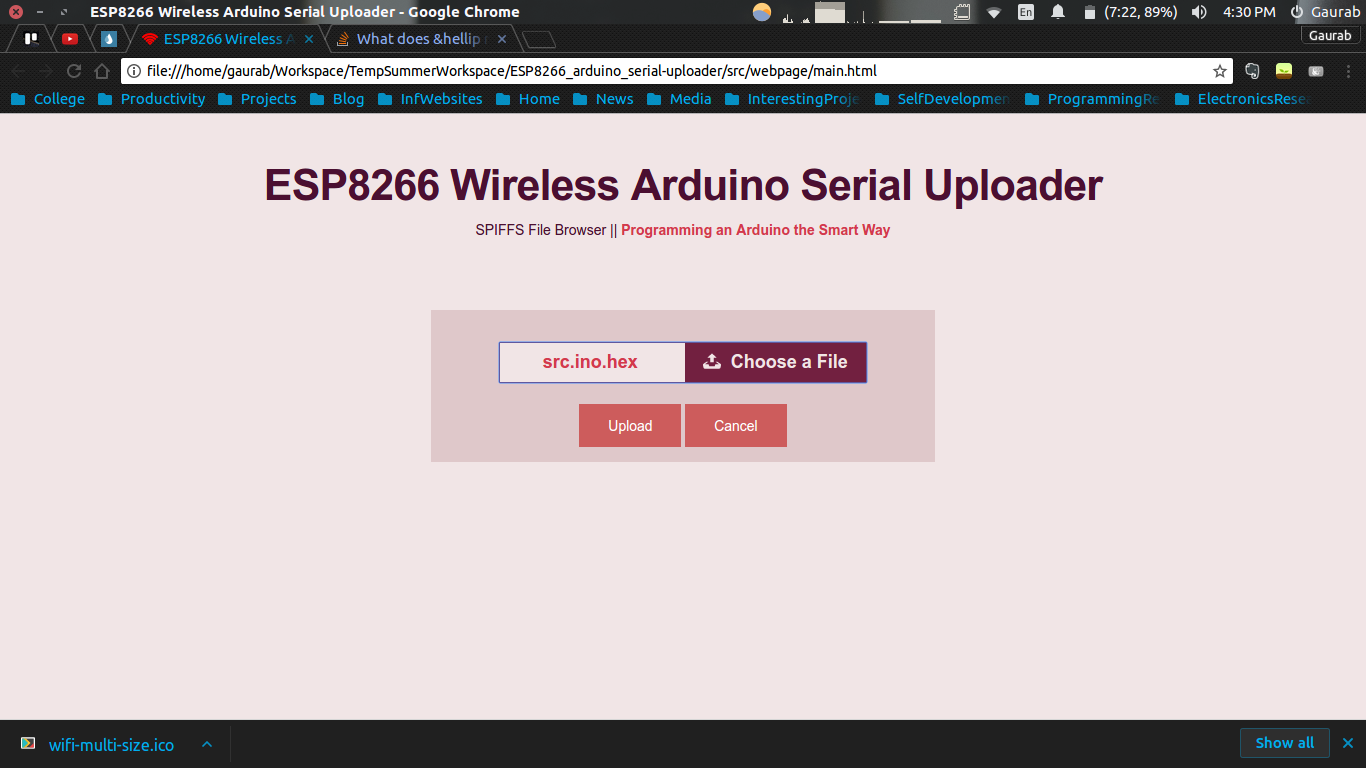 ESP8266 Wireless Arduino Serial Uploader - Google Chrome
En (7:22, 89%) 4:30 PM Gaurab
ESP8266 Wireless A What does &hellip Gaurab
file:///home/gaurab/Workspace/TempSummerWorkspace/ESP8266_arduino_serial-uploader/src/webpage/main.html
College Productivity Projects Blog InfWebsites Home News Media InterestingProje SelfDevelopmen ProgrammingRe ElectronicsResea
ESP8266 Wireless Arduino Serial Uploader
SPIFFS File Browser || Programming an Arduino the Smart Way
src.ino.hex Choose a File
Upload Cancel
wifi-multi-size.ico Show all